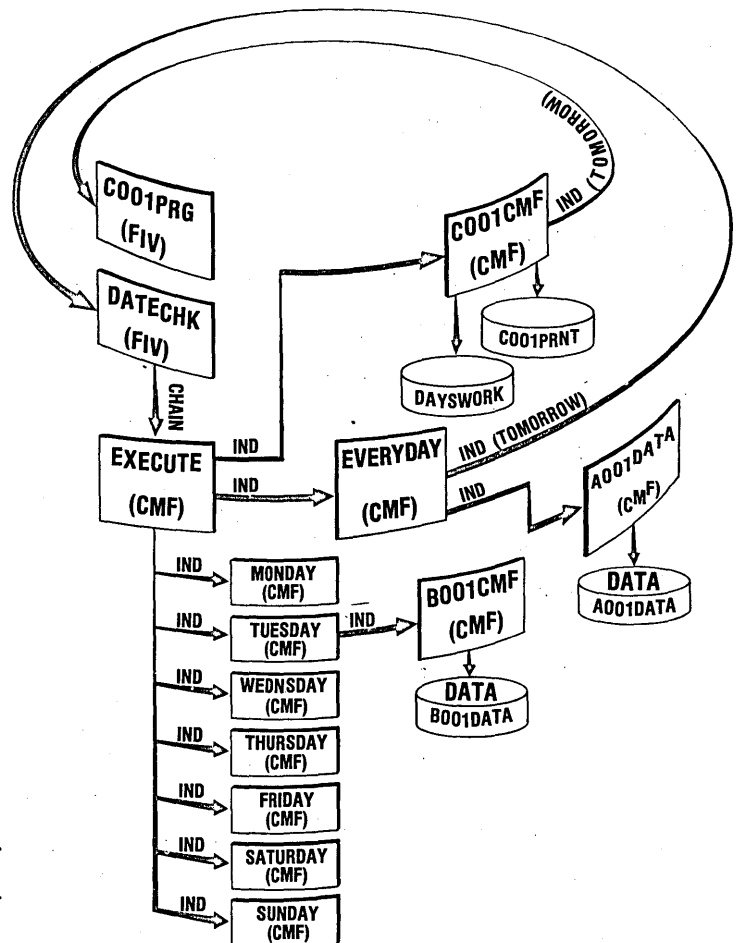 IND (TOMORROW)
C001PRG
(FIV)
C001CMF
(CMF)
DATECHK
(FIV)
C001PRNT
DAYSWORK
CHAIN
IND (TOMORROW)
EXECUTE
(CMF)
IND
IND
EVERYDAY
(CMF)
IND
A001DATA
(CMF)
DATA
A001DATA
IND
MONDAY
(CMF)
IND
TUESDAY
(CMF)
IND
B001CMF
(CMF)
IND
WEDNSDAY
(CMF)
DATA
B001DATA
IND
THURSDAY
(CMF)
IND
FRIDAY
(CMF)
IND
SATURDAY
(CMF)
IND
SUNDAY
(CMF)